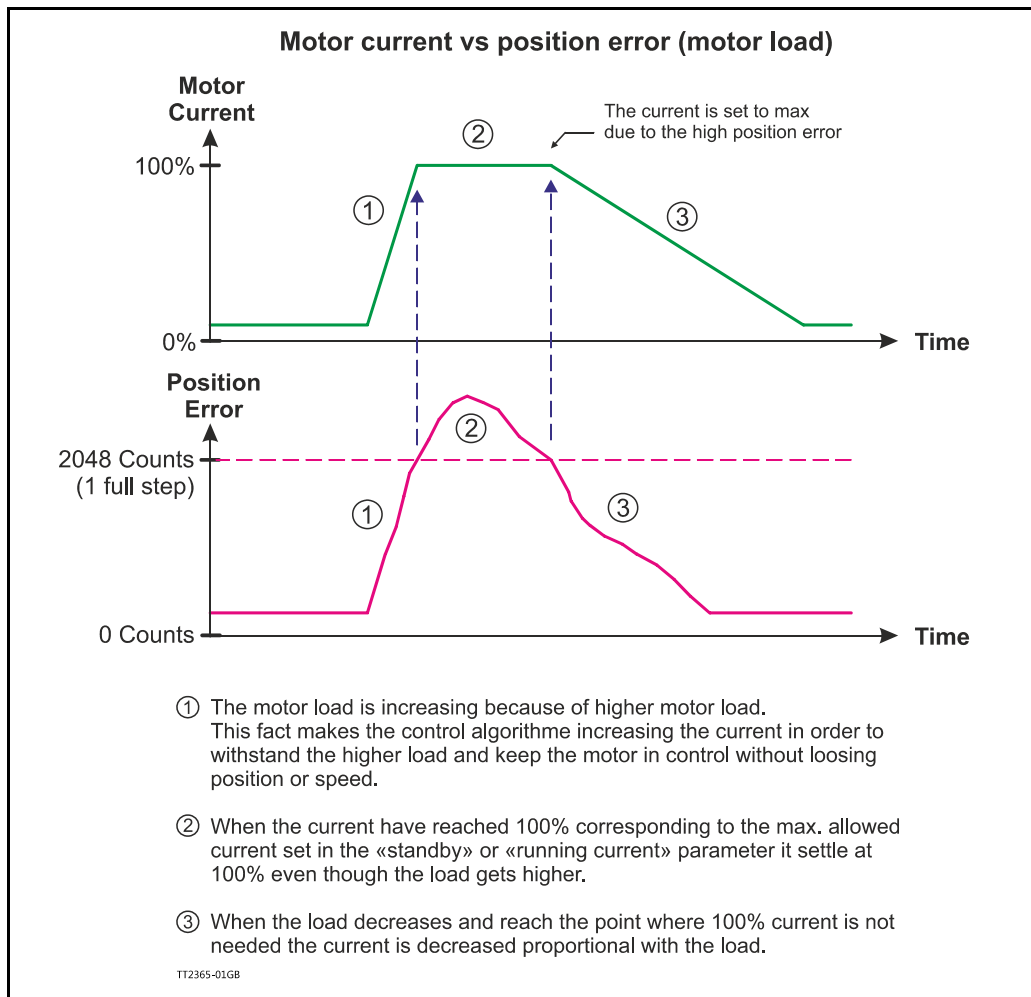 Motor current vs position error (motor load)
Motor
Current
②
The current is set to max
due to the high position error
100%
①
③
0%
Time
Position
Error
②
2048 Counts
(1 full step)
①
③
0 Counts
Time
① The motor load is increasing because of higher motor load.
This fact makes the control algorithme increasing the current in order to
withstand the higher load and keep the motor in control without loosing
position or speed.
② When the current have reached 100% corresponding to the max. allowed
current set in the «standby» or «running current» parameter it settle at
100% even though the load gets higher.
③ When the load decreases and reach the point where 100% current is not
needed the current is decreased proportional with the load.
TT2365-01GB